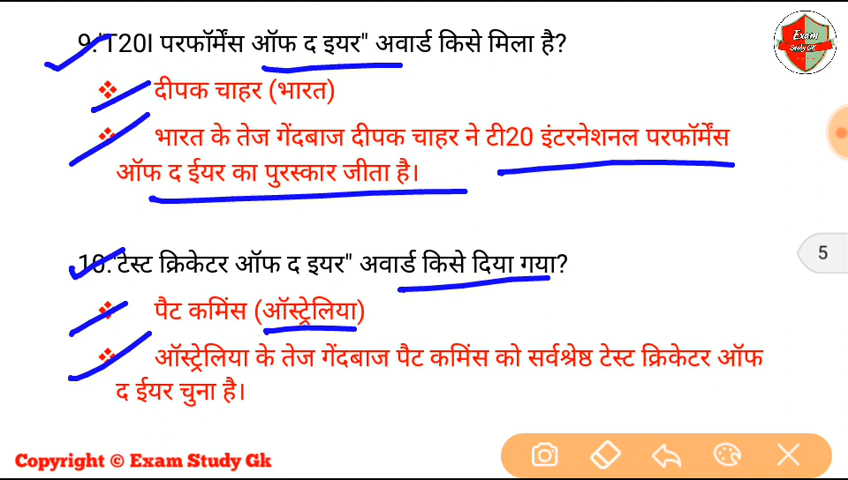 9."T20I परफॉर्मेंस ऑफ द इयर" अवार्ड किसे मिला है?
Exam
Study GK
दीपक चाहर (भारत)
भारत के तेज गेंदबाज दीपक चाहर ने टी20 इंटरनेशनल परफॉर्मेंस
ऑफ द ईयर का पुरस्कार जीता है।
10."टेस्ट क्रिकेटर ऑफ द इयर" अवार्ड किसे दिया गया?
5
पैट कमिंस (ऑस्ट्रेलिया)
ऑस्ट्रेलिया के तेज गेंदबाज पैट कमिंस को सर्वश्रेष्ठ टेस्ट क्रिकेटर ऑफ
द ईयर चुना है।
Copyright © Exam Study Gk